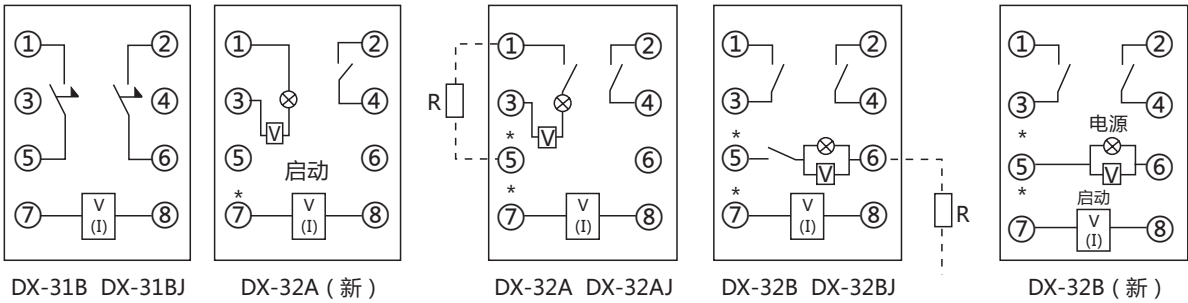 ① ②
③ ④
⑤ ⑥
V
(I)
⑦ ⑧
DX-31B DX-31BJ
① ②
③ ④
V
⑤ ⑥
启动
*
V
(I)
⑦ ⑧
DX-32A（新）
R
① ②
③ ④
V
*
⑤ ⑥
*
V
(I)
⑦ ⑧
DX-32A DX-32AJ
① ②
③ ④
*
⑤ ⑥
V
*
V
(I)
⑦ ⑧
R
DX-32B DX-32BJ
① ②
③ ④
*
电源
⑤ ⑥
V
*
启动
V
(I)
⑦ ⑧
DX-32B（新）